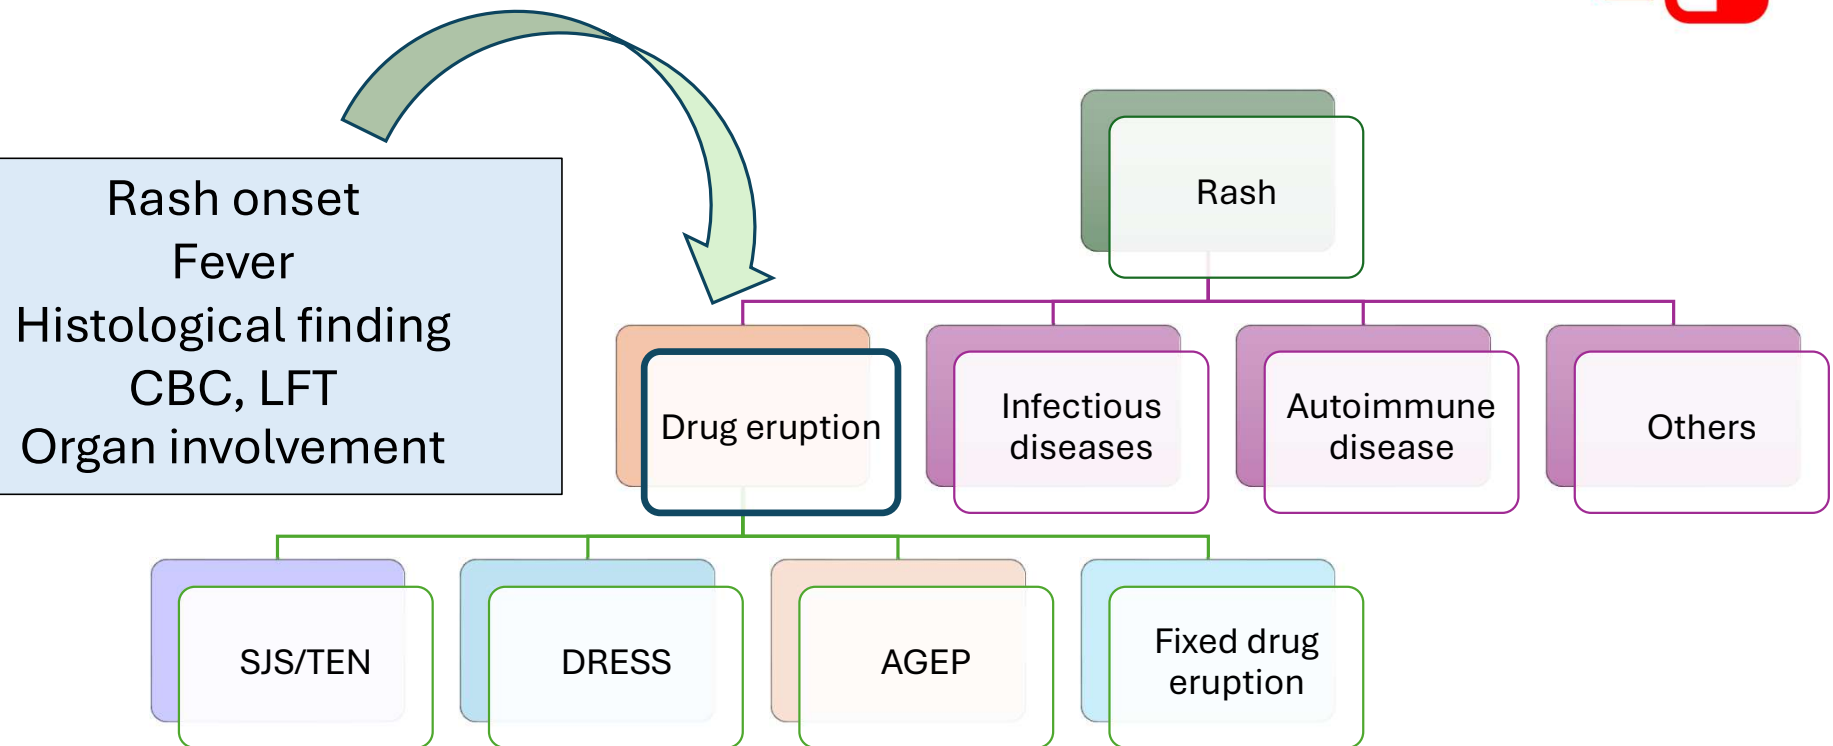 Rash onset
Fever
Histological finding
CBC, LFT
Organ involvement
Rash
Drug eruption
Infectious
diseases
Autoimmune
disease
Others
SJS/TEN
DRESS
AGEP
Fixed drug
eruption